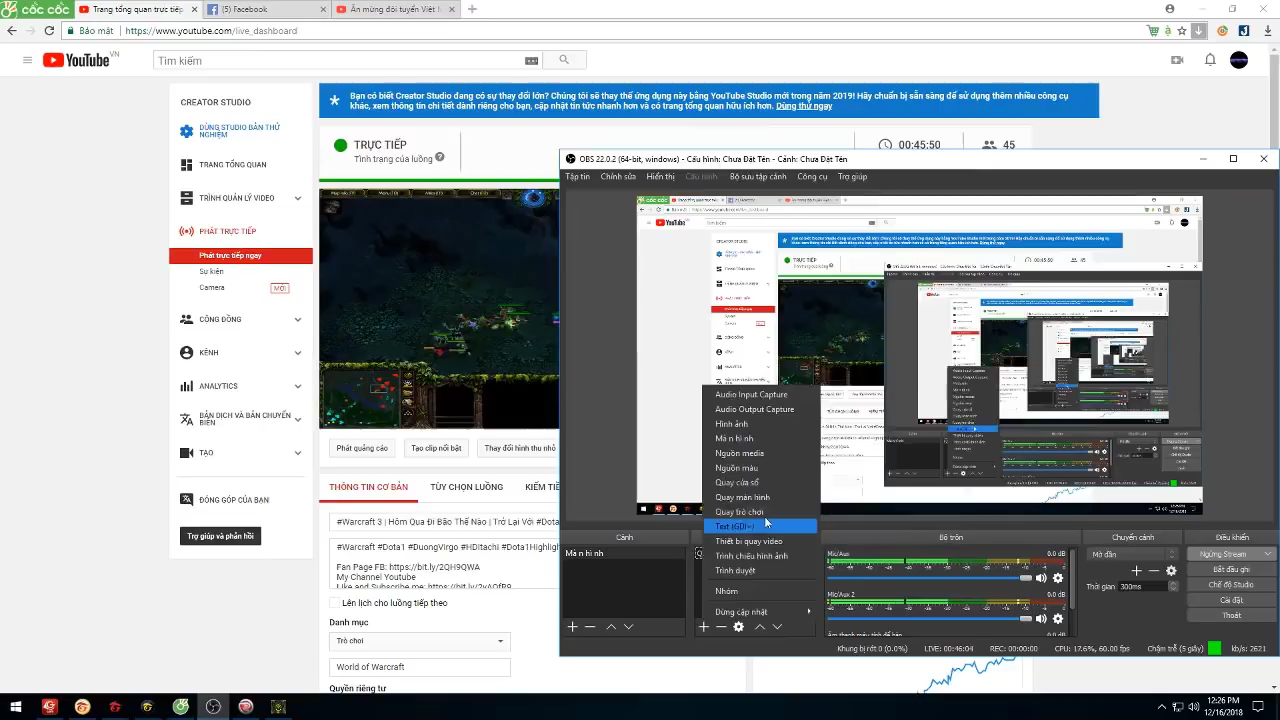 cốc cốc
Trang tổng quan trực tiếp
(5) Facebook
Ăn mừng đội tuyển Việt N
Bảo mật
https://www.youtube.com/live_dashboard
YouTube VN
Tìm kiếm
CREATOR STUDIO
DÙNG STUDIO BẢN THỬ NGHIỆM
TRANG TỔNG QUAN
TRÌNH QUẢN LÝ VIDEO
PHÁT TRỰC TIẾP
Phát trực tiếp ngay
Sự kiện
MỚI
CỘNG ĐỒNG
KÊNH
ANALYTICS
BẢN DỊCH VÀ BẢN CHUYỂN BIÊN
ĐÓNG GÓP CỦA BẠN
Trợ giúp và phản hồi
Bạn có biết Creator Studio đang có sự thay đổi lớn? Chúng tôi sẽ thay thế ứng dụng này bằng YouTube Studio mới trong năm 2019! Hãy chuẩn bị sẵn sàng để sử dụng thêm nhiều công cụ
khác, xem thông tin chi tiết dành riêng cho bạn, cập nhật tin tức nhanh hơn và có trang tổng quan hữu ích hơn. Dùng thử ngay
TRỰC TIẾP
Tình trạng của luồng
00:45:50
45
Phát quảng cáo
Tạo tệp nổi bật
Thay đổi hình thu nhỏ
THÔNG TIN CƠ BẢN
TÙY CHỌN LUỒNG
KIẾM TIỀ
#Warcraft 3 | Hôm Qua Đi Bão Thế Nào | Trở Lại Với #Dota
#Warcraft #Dota1 #DuongVirgo #HDitachi #Dota1Highlight
Fan Page FB: https://bit.ly/2QH9QWA
My Channel Youtube
Lên lịch cho luồng tiếp theo
Danh mục
Trò chơi
World of Warcraft
Quyền riêng tư
OBS 22.0.2 (64-bit, windows) - Cấu hình: Chưa Đặt Tên - Cảnh: Chưa Đặt Tên
Tập tin
Chỉnh sửa
Hiển thị
Cấu hình
Bộ sưu tập cảnh
Công cụ
Trợ giúp
Audio Input Capture
Audio Output Capture
Hình ảnh
Màn hình
Nguồn media
Nguồn màu
Quay cửa sổ
Quay màn hình
Quay trò chơi
Text (GDI+)
Thiết bị quay video
Trình chiếu hình ảnh
Trình duyệt
Nhóm
Dừng cập nhật
Cảnh
Màn hình
Bộ trộn
Mic/Aux
0.0 dB
Mic/Aux 2
0.0 dB
Chuyển cảnh
Mờ dần
Thời gian
300ms
Điều khiển
Ngừng Stream
Bắt đầu ghi
Chế độ Studio
Cài đặt
Thoát
Khung bị rớt 0 (0.0%)
LIVE: 00:46:04
REC: 00:00:00
CPU: 17.6%, 60.00 fps
Chậm trễ (5 giây)
kb/s: 2621
12:26 PM
12/16/2018